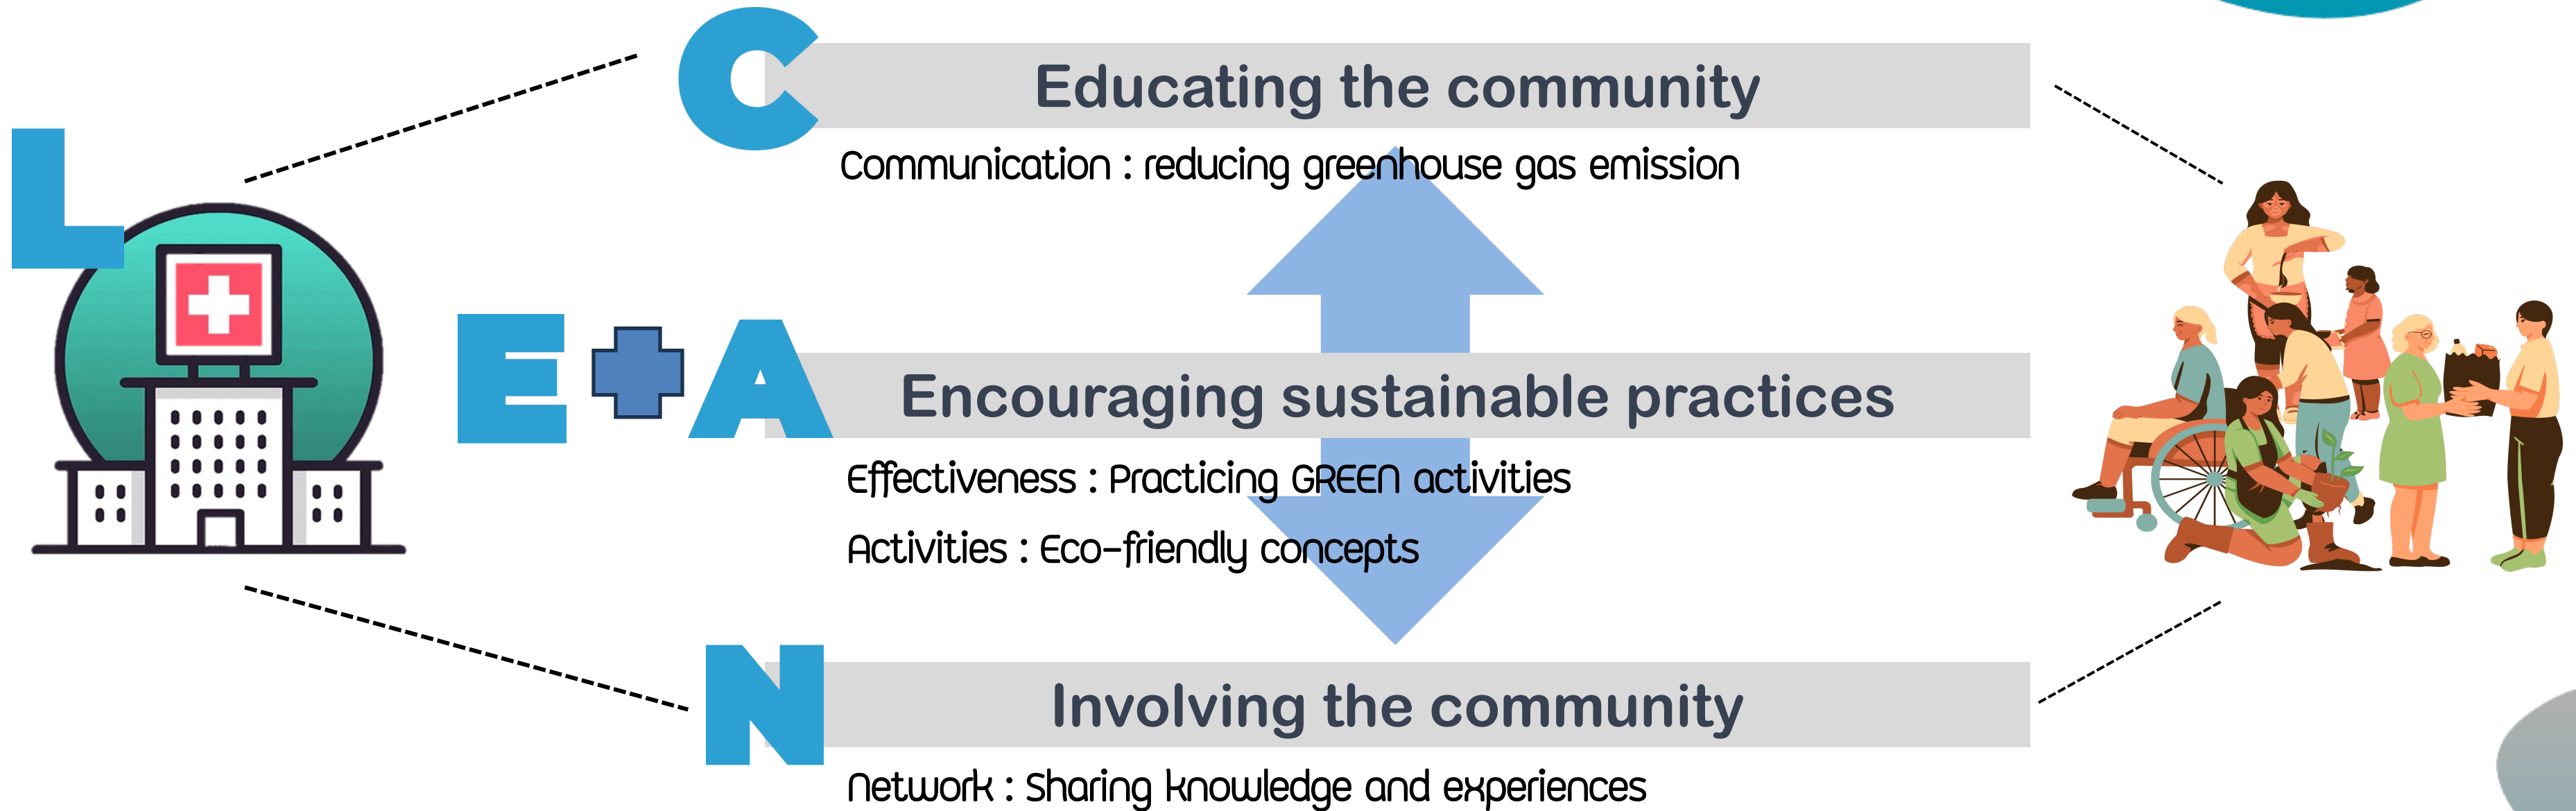 C
Educating the community
Communication : reducing greenhouse gas emission
L
E A
Encouraging sustainable practices
Effectiveness : Practicing GREEN activities
Activities : Eco-friendly concepts
N
Involving the community
Network : Sharing knowledge and experiences